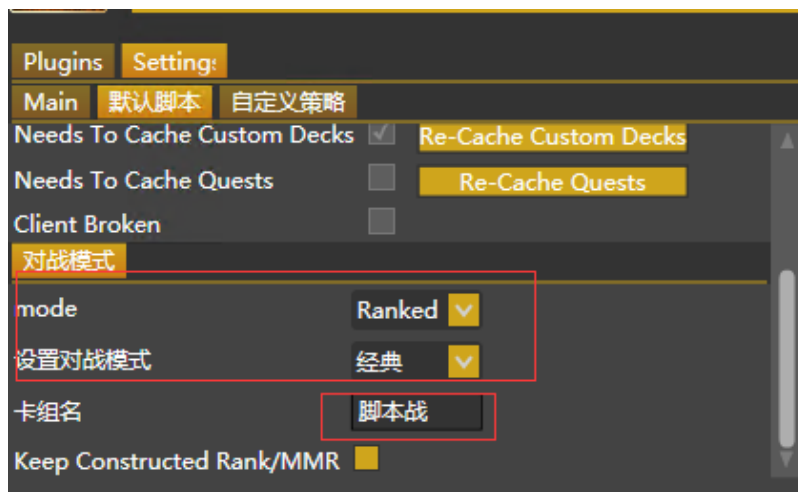 Plugins Settings
Main 默认脚本 自定义策略
Needs To Cache Custom Decks Re-Cache Custom Decks
Needs To Cache Quests Re-Cache Quests
Client Broken
对战模式
mode Ranked
设置对战模式 经典
卡组名 脚本战
Keep Constructed Rank/MMR